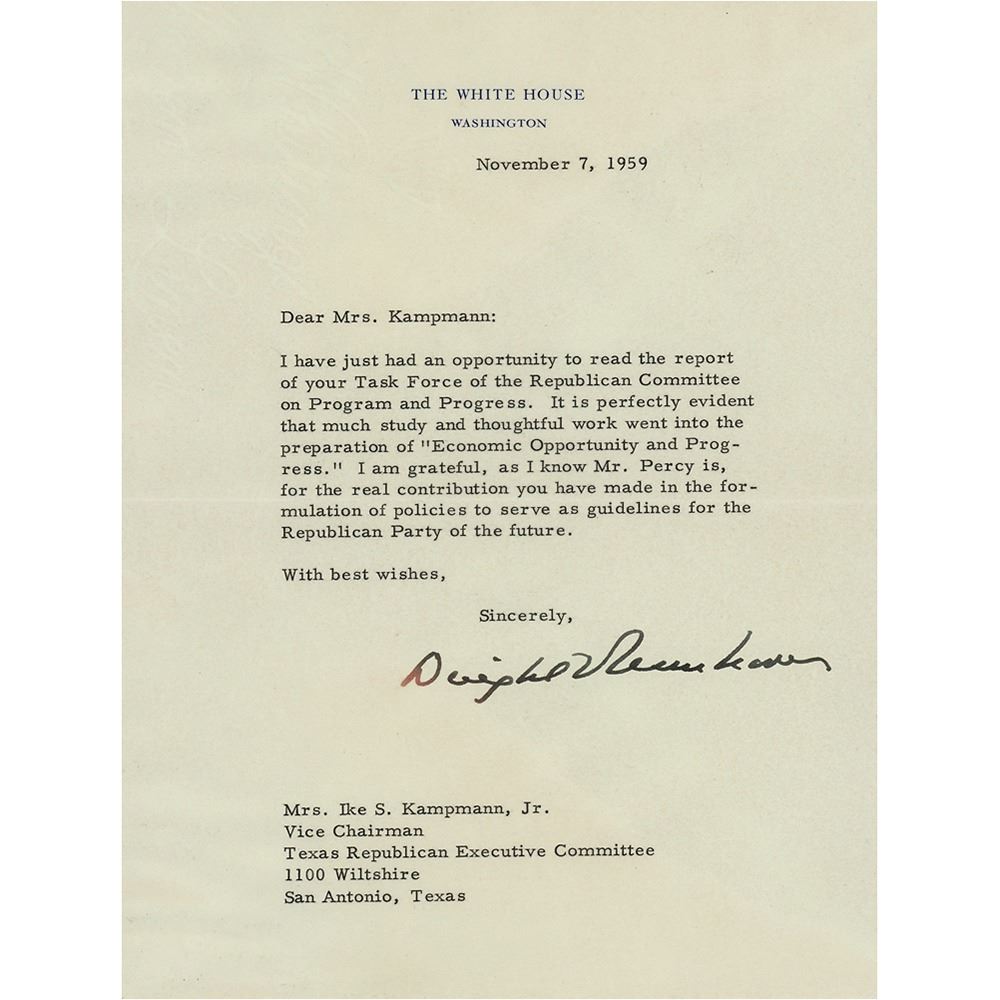 THE WHITE HOUSE
WASHINGTON
November 7, 1959
Dear Mrs. Kampmann:
I have just had an opportunity to read the report
of your Task Force of the Republican Committee
on Program and Progress. It is perfectly evident
that much study and thoughtful work went into the
preparation of "Economic Opportunity and Prog-
ress." I am grateful, as I know Mr. Percy is,
for the real contribution you have made in the for-
mulation of policies to serve as guidelines for the
Republican Party of the future.
With best wishes,
Sincerely,
Dwight D Eisenhower
Mrs. Ike S. Kampmann, Jr.
Vice Chairman
Texas Republican Executive Committee
1100 Wiltshire
San Antonio, Texas